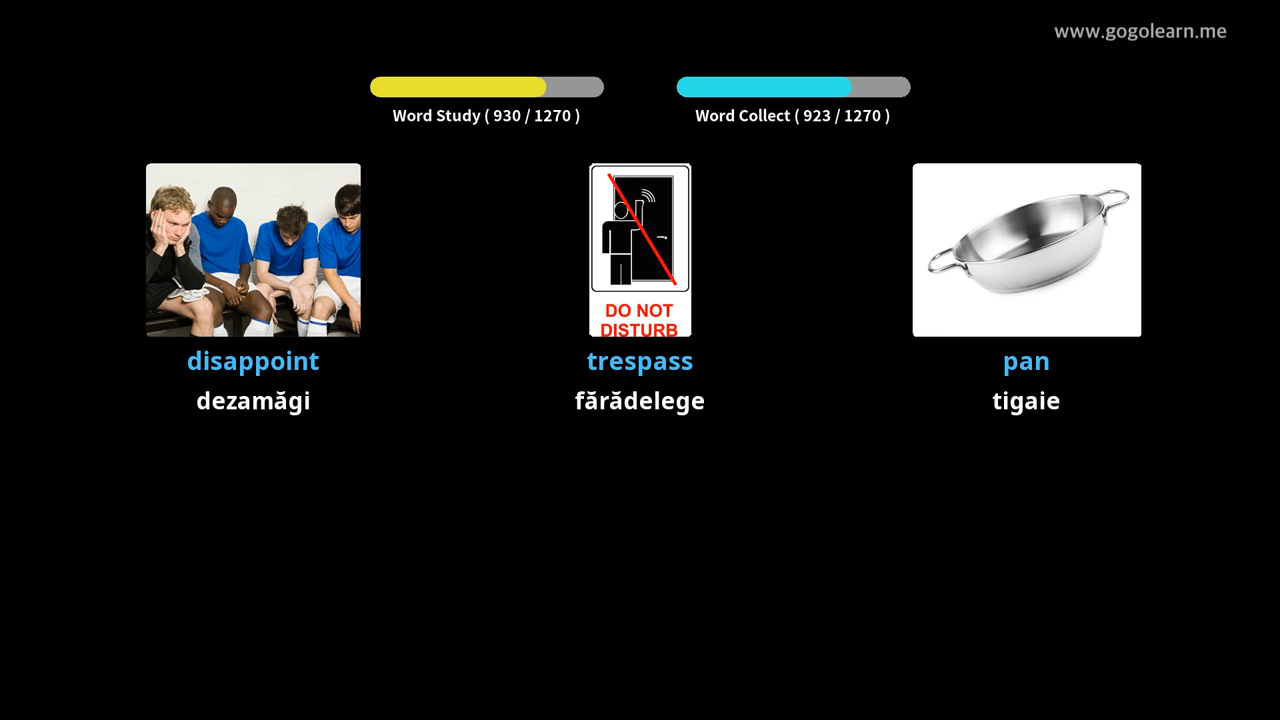 www.gogolearn.me
Word Study ( 930 / 1270 )
Word Collect ( 923 / 1270 )
DO NOT
DISTURB
disappoint
trespass
pan
dezamăgi
fărădelege
tigaie